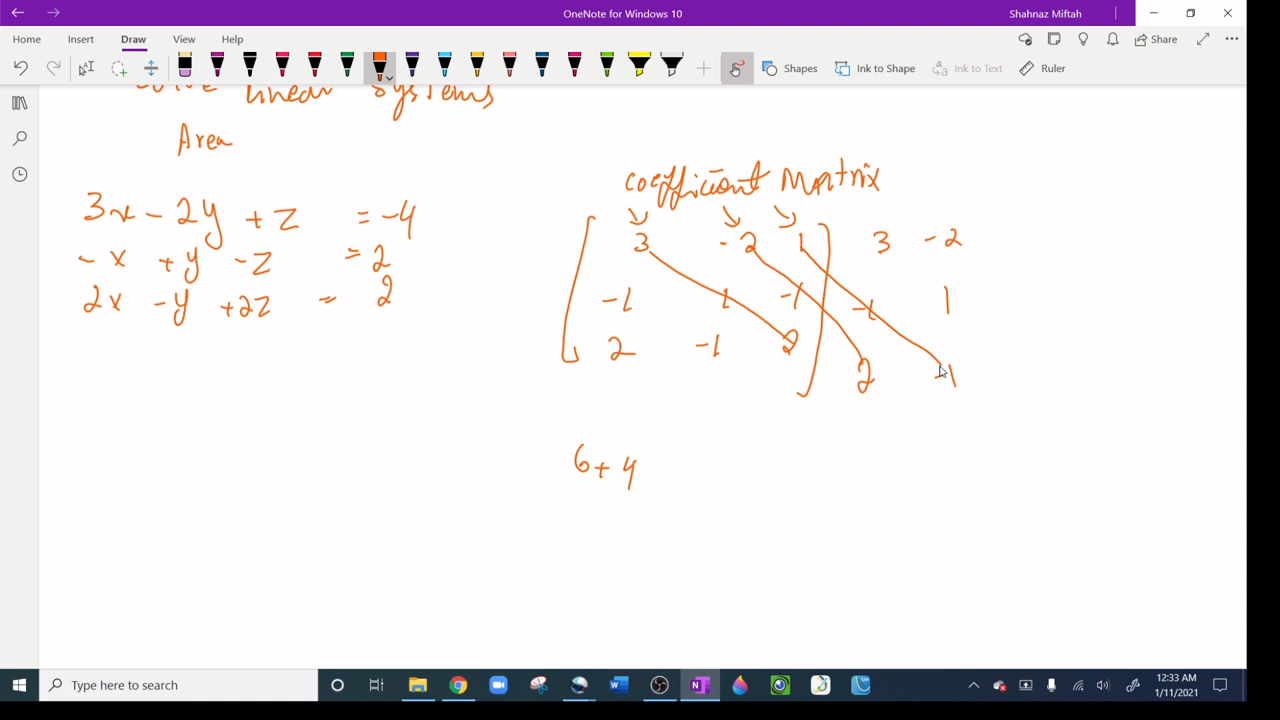 OneNote for Windows 10
Shahnaz Miftah
Home Insert Draw View Help
Share
Shapes Ink to Shape Ink to Text Ruler
linear systems
Area
coefficient Matrix
3x - 2y + z = -4
-x + y - z = 2
2x - y + 2z = 2
3 -2 1 3 -2
-1 1 -1 -1 1
2 -1 2 2 -1
6 + 4
Type here to search
12:33 AM
1/11/2021